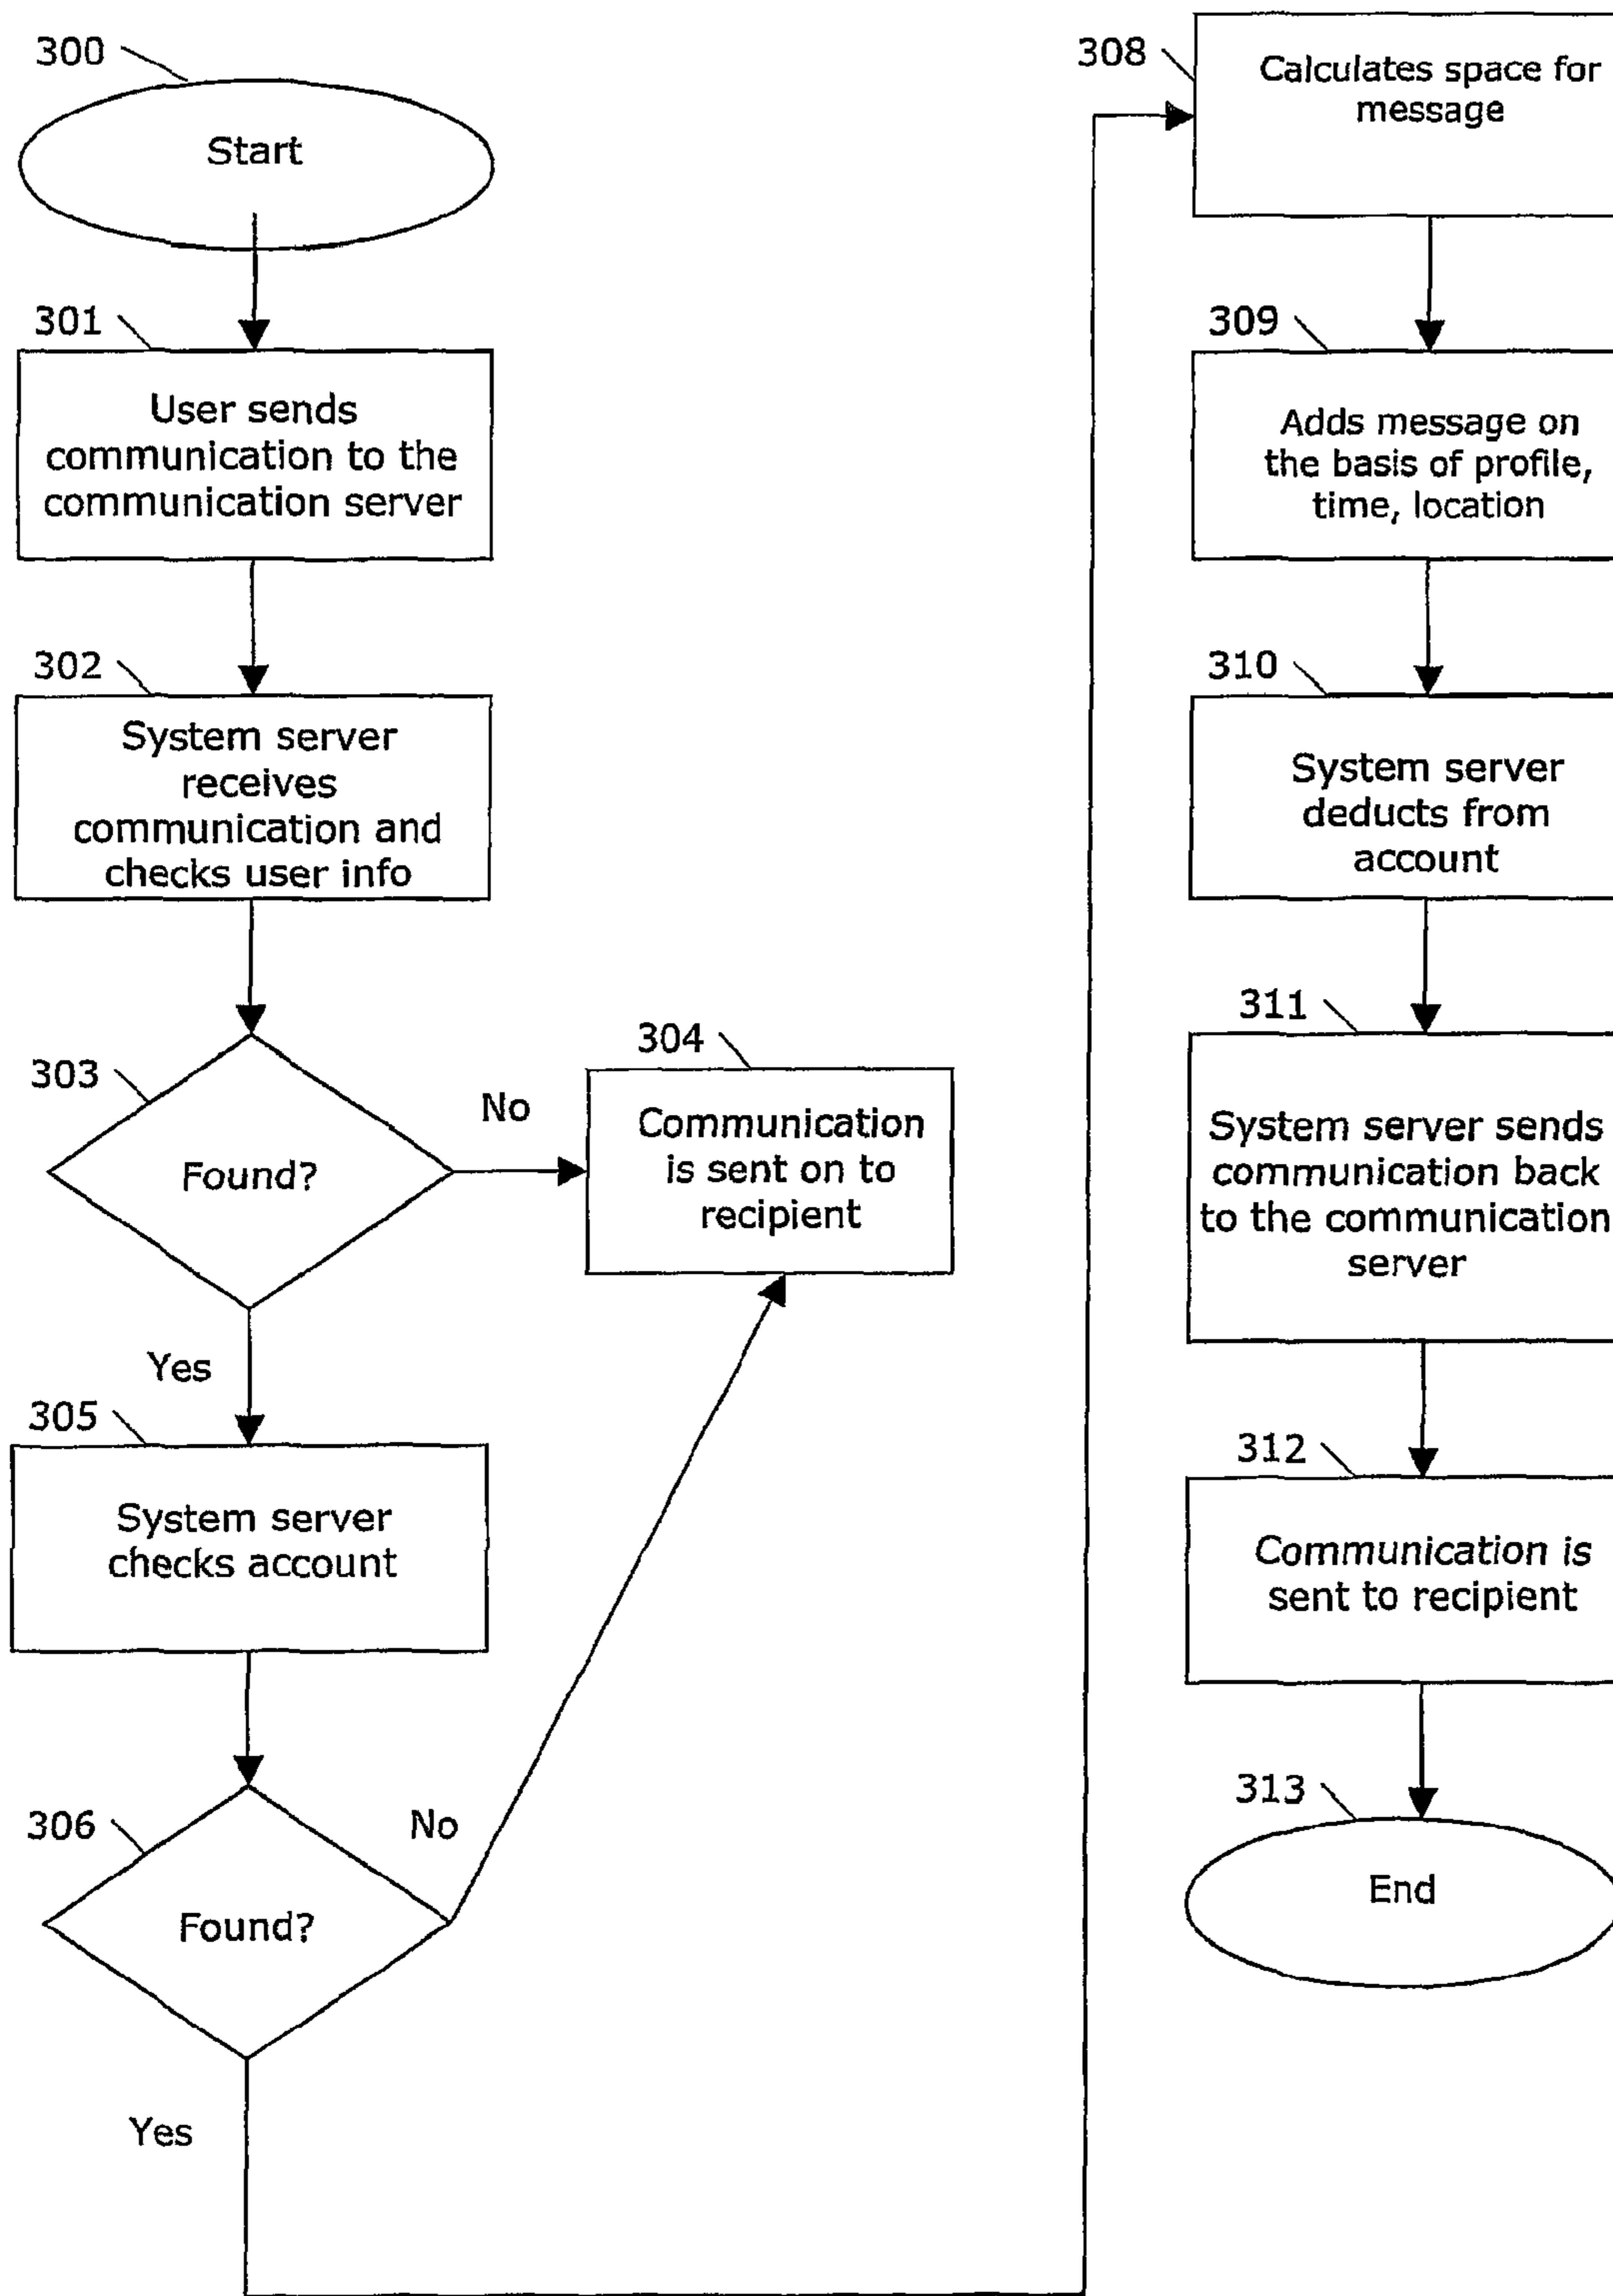 300
Start
301
User sends
communication to the
communication server
302
System server
receives
communication and
checks user info
303
Found?
No
304
Communication
is sent on to
recipient
Yes
305
System server
checks account
306
Found?
No
Yes
308
Calculates space for
message
309
Adds message on
the basis of profile,
time, location
310
System server
deducts from
account
311
System server sends
communication back
to the communication
server
312
Communication is
sent to recipient
313
End